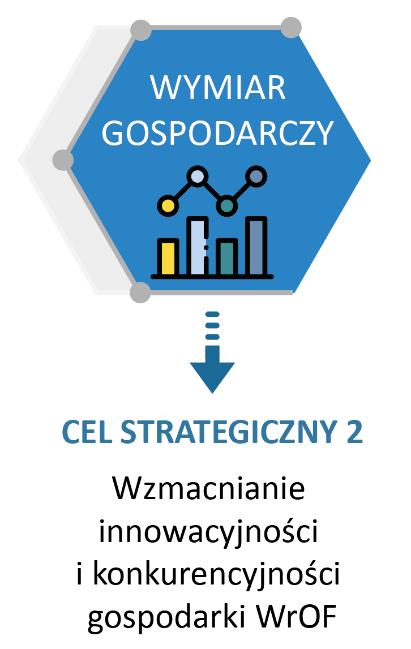 WYMIAR
GOSPODARCZY
CEL STRATEGICZNY 2
Wzmacnianie
innowacyjności
i konkurencyjności
gospodarki WrOF